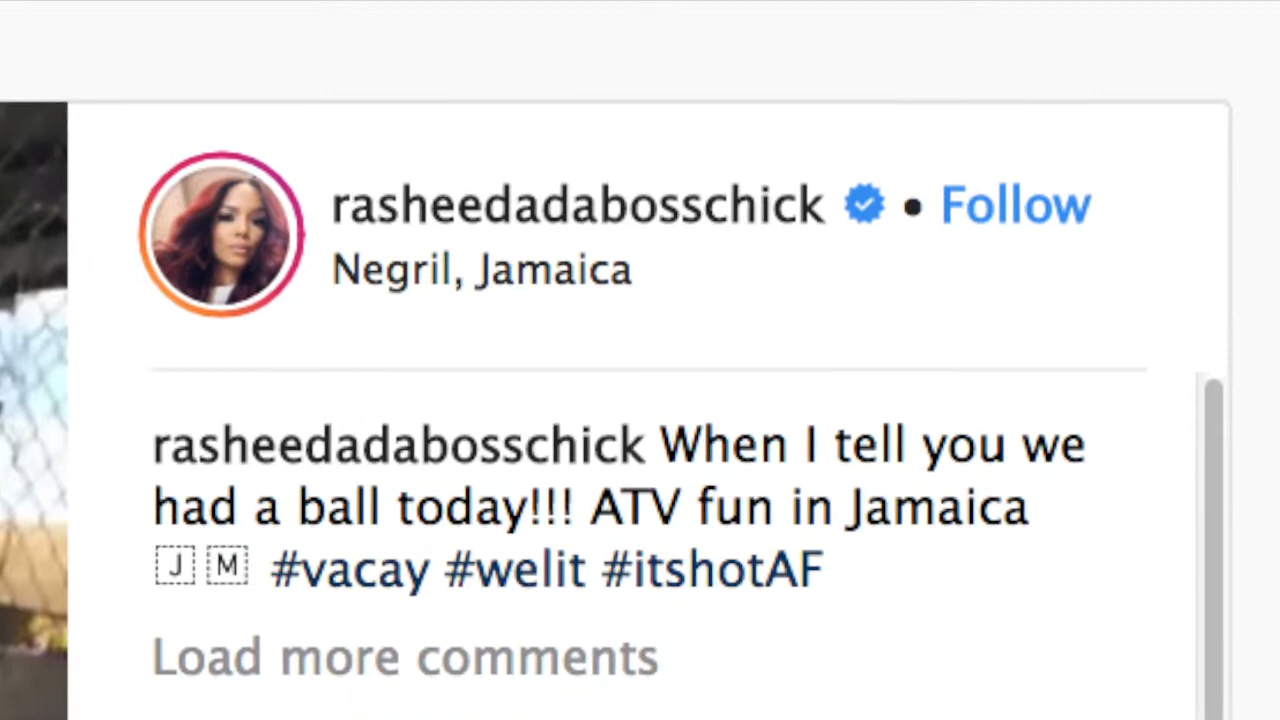 rasheedadabosschick • Follow
Negril, Jamaica
rasheedadabosschick When I tell you we
had a ball today!!! ATV fun in Jamaica
🇯 🇲 #vacay #welit #itshotAF
Load more comments